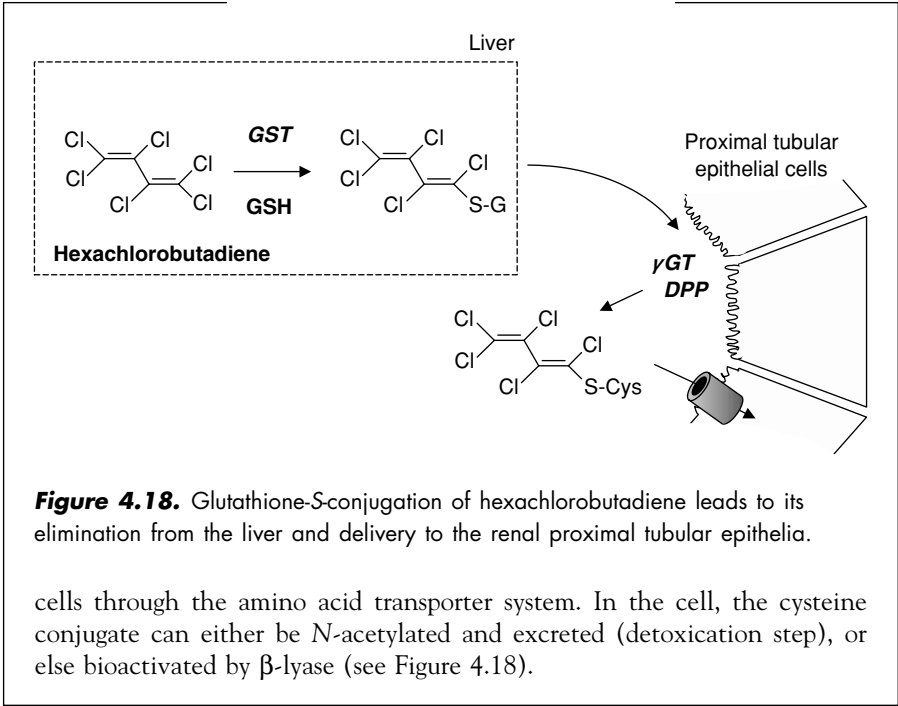 Liver
Cl Cl Cl Cl Cl Cl
GST
GSH
Cl Cl Cl Cl Cl
S-G
Hexachlorobutadiene
Proximal tubular
epithelial cells
γGT
DPP
Cl Cl Cl Cl Cl
S-Cys
Figure 4.18. Glutathione-S-conjugation of hexachlorobutadiene leads to its
elimination from the liver and delivery to the renal proximal tubular epithelia.
cells through the amino acid transporter system. In the cell, the cysteine
conjugate can either be N-acetylated and excreted (detoxication step), or
else bioactivated by β-lyase (see Figure 4.18).